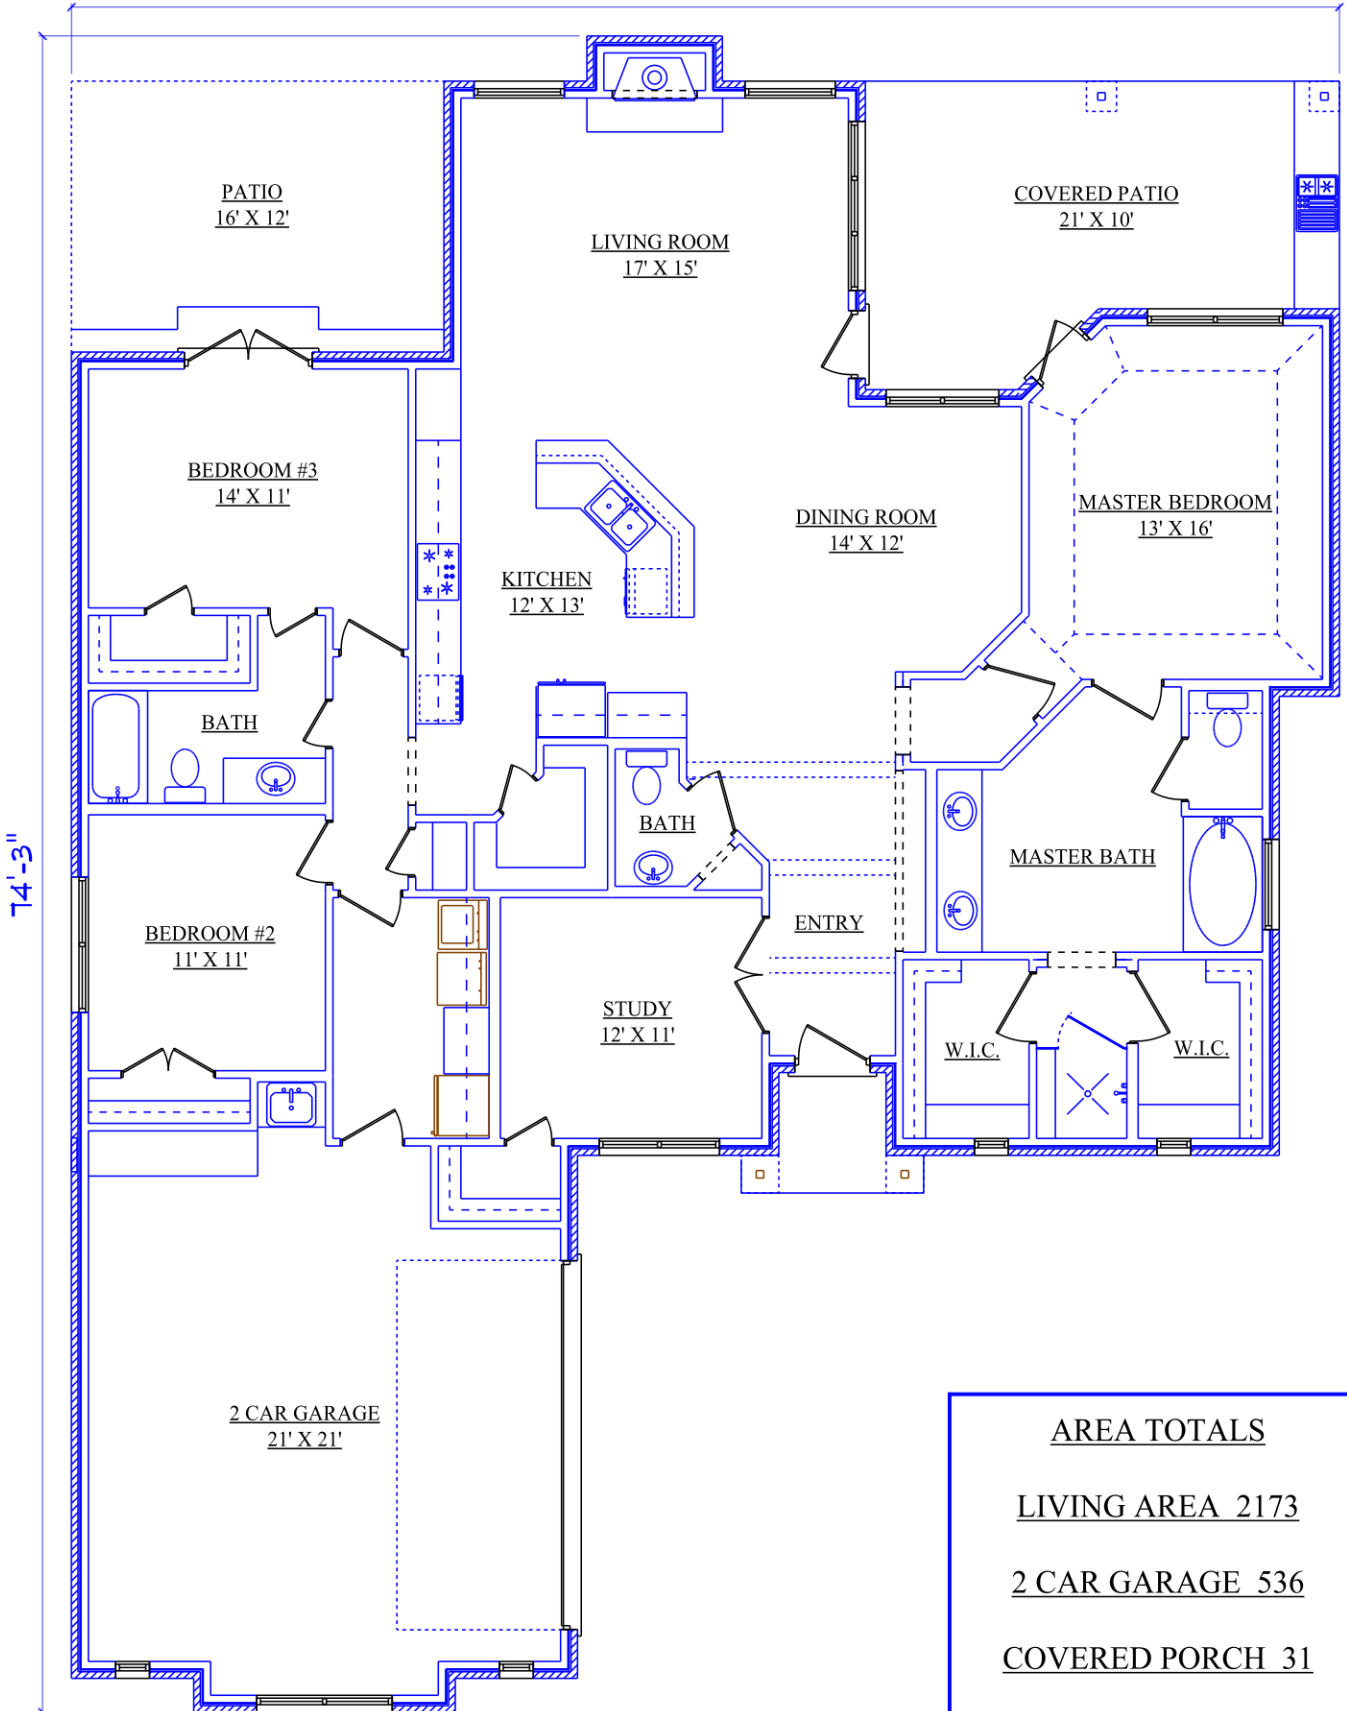 PATIO
16' X 12'
LIVING ROOM
17' X 15'
COVERED PATIO
21' X 10'
BEDROOM #3
14' X 11'
KITCHEN
12' X 13'
DINING ROOM
14' X 12'
MASTER BEDROOM
13' X 16'
BATH
BATH
MASTER BATH
74'-3"
BEDROOM #2
11' X 11'
ENTRY
STUDY
12' X 11'
W.I.C.
W.I.C.
2 CAR GARAGE
21' X 21'
AREA TOTALS
LIVING AREA 2173
2 CAR GARAGE 536
COVERED PORCH 31